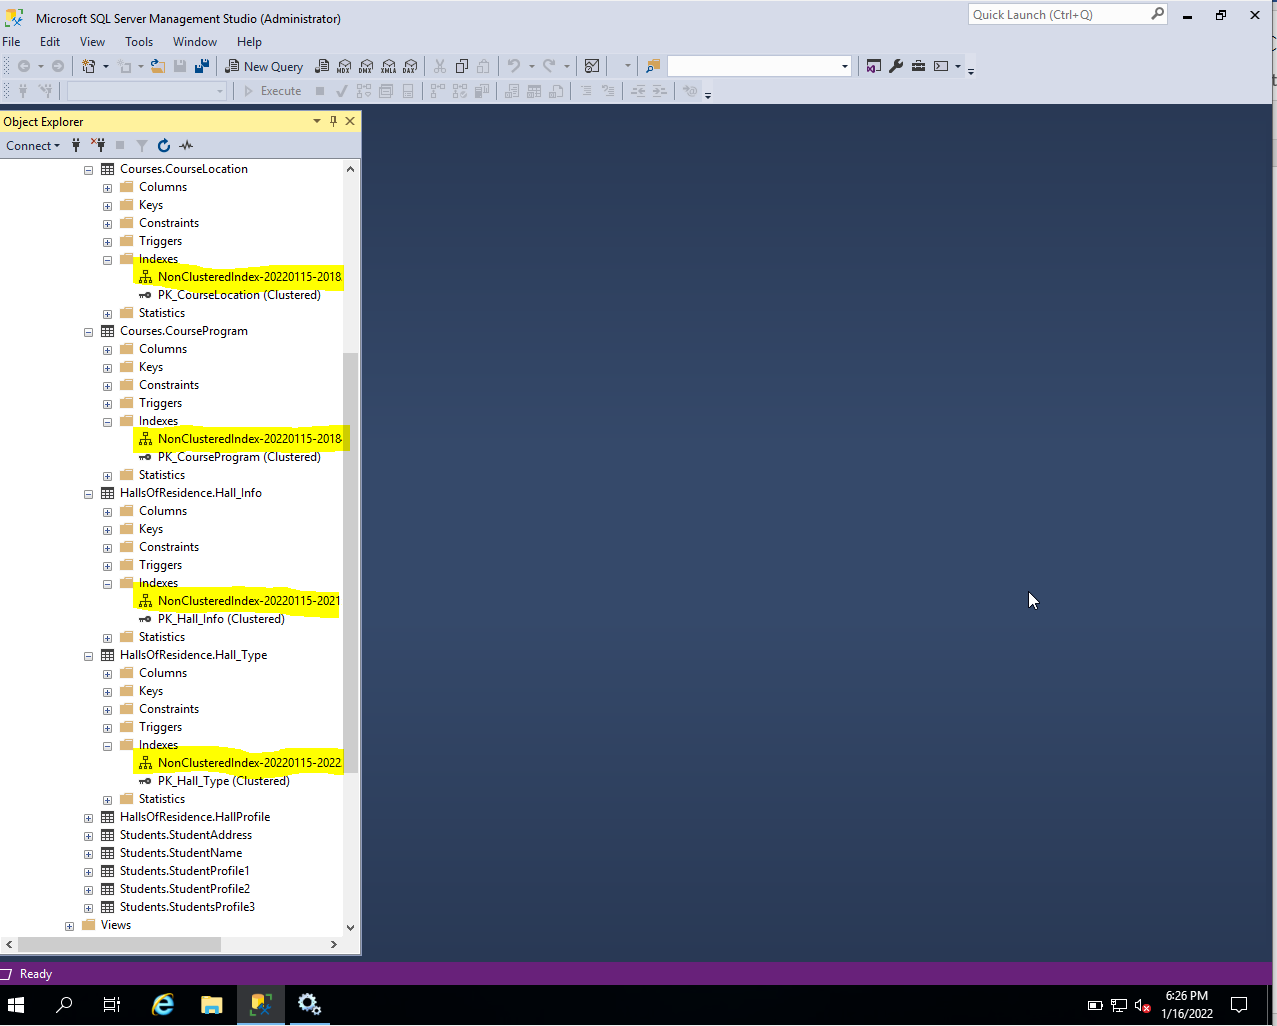 Microsoft SQL Server Management Studio (Administrator)
Quick Launch (Ctrl+Q)
File Edit View Tools Window Help
New Query
MDX DMX XMLA DAX
Execute
Object Explorer
Connect
Courses.CourseLocation
Columns
Keys
Constraints
Triggers
Indexes
NonClusteredIndex-20220115-2018
PK_CourseLocation (Clustered)
Statistics
Courses.CourseProgram
Columns
Keys
Constraints
Triggers
Indexes
NonClusteredIndex-20220115-2018
PK_CourseProgram (Clustered)
Statistics
HallsOfResidence.Hall_Info
Columns
Keys
Constraints
Triggers
Indexes
NonClusteredIndex-20220115-2021
PK_Hall_Info (Clustered)
Statistics
HallsOfResidence.Hall_Type
Columns
Keys
Constraints
Triggers
Indexes
NonClusteredIndex-20220115-2022
PK_Hall_Type (Clustered)
Statistics
HallsOfResidence.HallProfile
Students.StudentAddress
Students.StudentName
Students.StudentProfile1
Students.StudentProfile2
Students.StudentsProfile3
Views
Ready
6:26 PM
1/16/2022